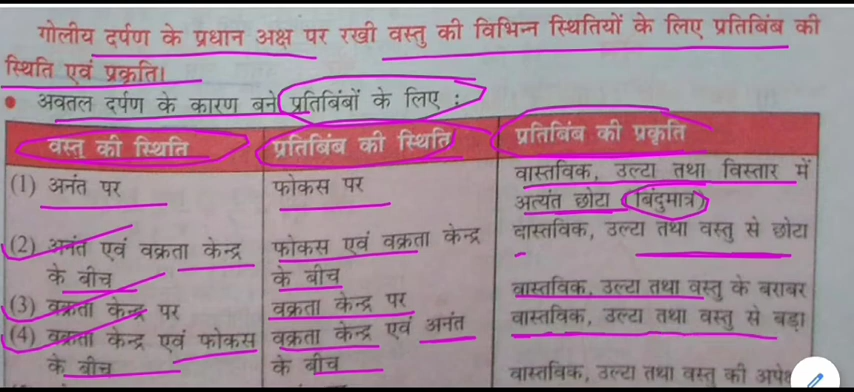 गोलीय दर्पण के प्रधान अक्ष पर रखी वस्तु की विभिन्न स्थितियों के लिए प्रतिबिंब की
स्थिति एवं प्रकृति।
• अवतल दर्पण के कारण बने प्रतिबिंबों के लिए :
वस्तु की स्थिति
प्रतिबिंब की स्थिति
प्रतिबिंब की प्रकृति
(1) अनंत पर
फोकस पर
वास्तविक, उल्टा तथा विस्तार में
अत्यंत छोटा (बिंदुमात्र)
(2) अनंत एवं वक्रता केन्द्र
के बीच
फोकस एवं वक्रता केन्द्र
के बीच
वास्तविक, उल्टा तथा वस्तु से छोटा
(3) वक्रता केन्द्र पर
वक्रता केन्द्र पर
वास्तविक, उल्टा तथा वस्तु के बराबर
(4) वक्रता केन्द्र एवं फोकस
के बीच
वक्रता केन्द्र एवं अनंत
के बीच
वास्तविक, उल्टा तथा वस्तु से बड़ा
वास्तविक, उल्टा तथा वस्तु की